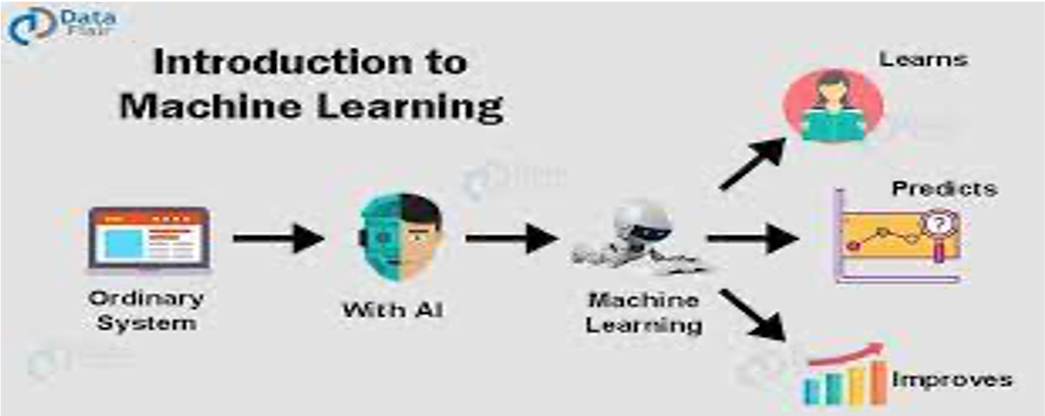 Data
Flair
Introduction to
Machine Learning
Learns
Predicts
Ordinary
System
With AI
Machine
Learning
Improves
?